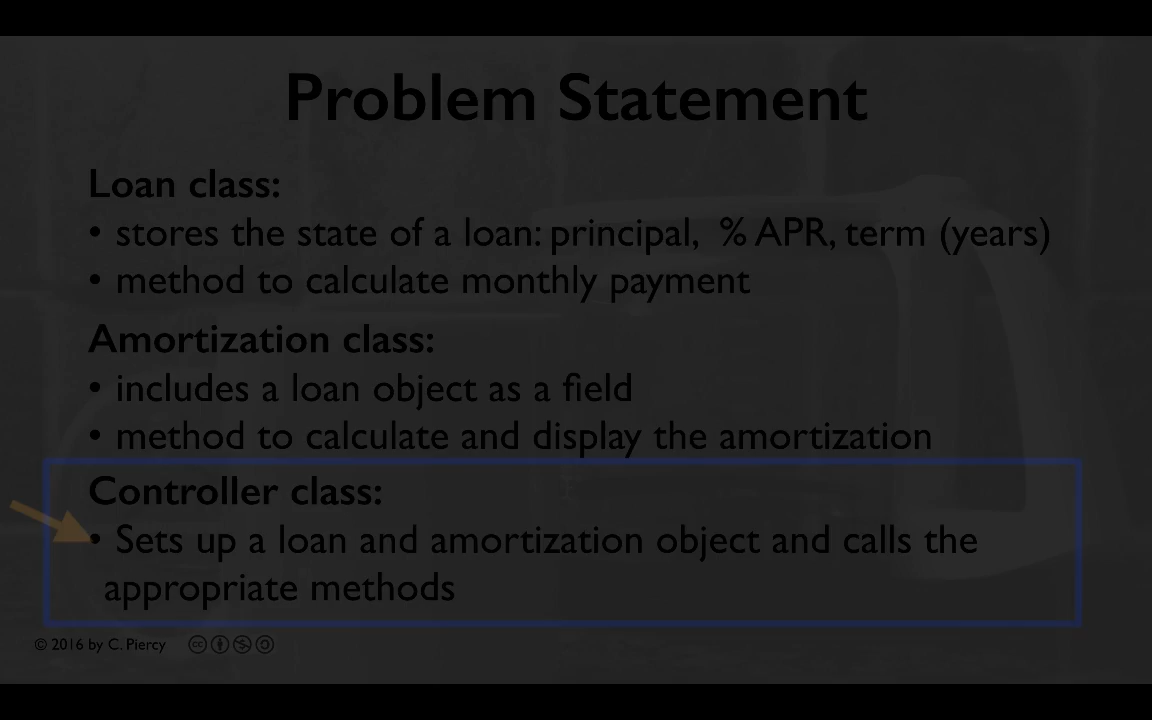 Problem Statement
Loan class:
• stores the state of a loan: principal, % APR, term (years)
• method to calculate monthly payment
Amortization class:
• includes a loan object as a field
• method to calculate and display the amortization
Controller class:
• Sets up a loan and amortization object and calls the
appropriate methods
© 2016 by C. Piercy